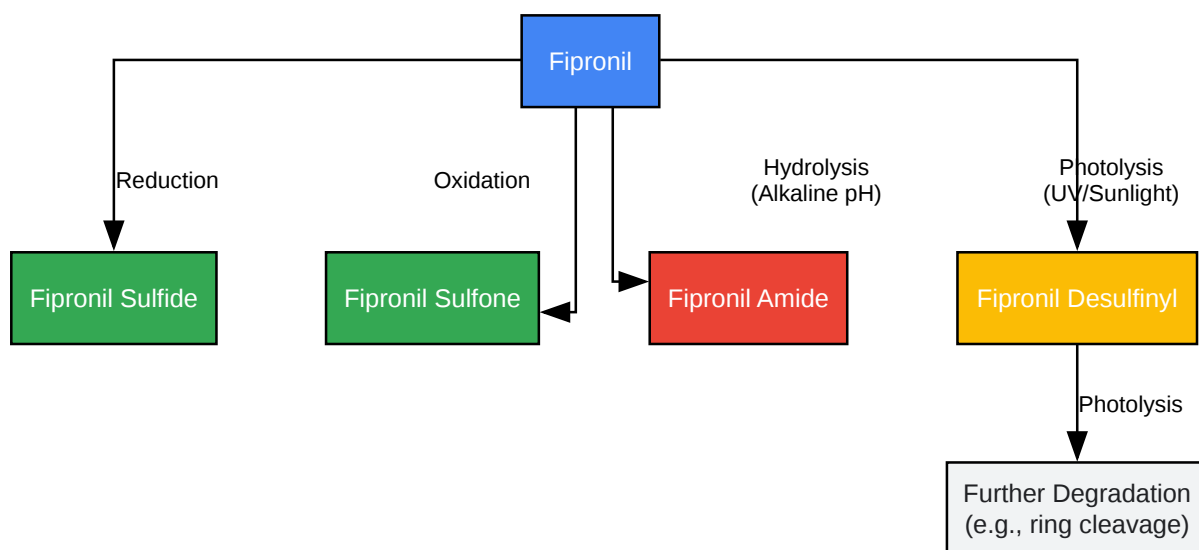 Fipronil
Reduction
Oxidation
Hydrolysis
(Alkaline pH)
Photolysis
(UV/Sunlight)
Fipronil Sulfide
Fipronil Sulfone
Fipronil Amide
Fipronil Desulfinyl
Photolysis
Further Degradation
(e.g., ring cleavage)